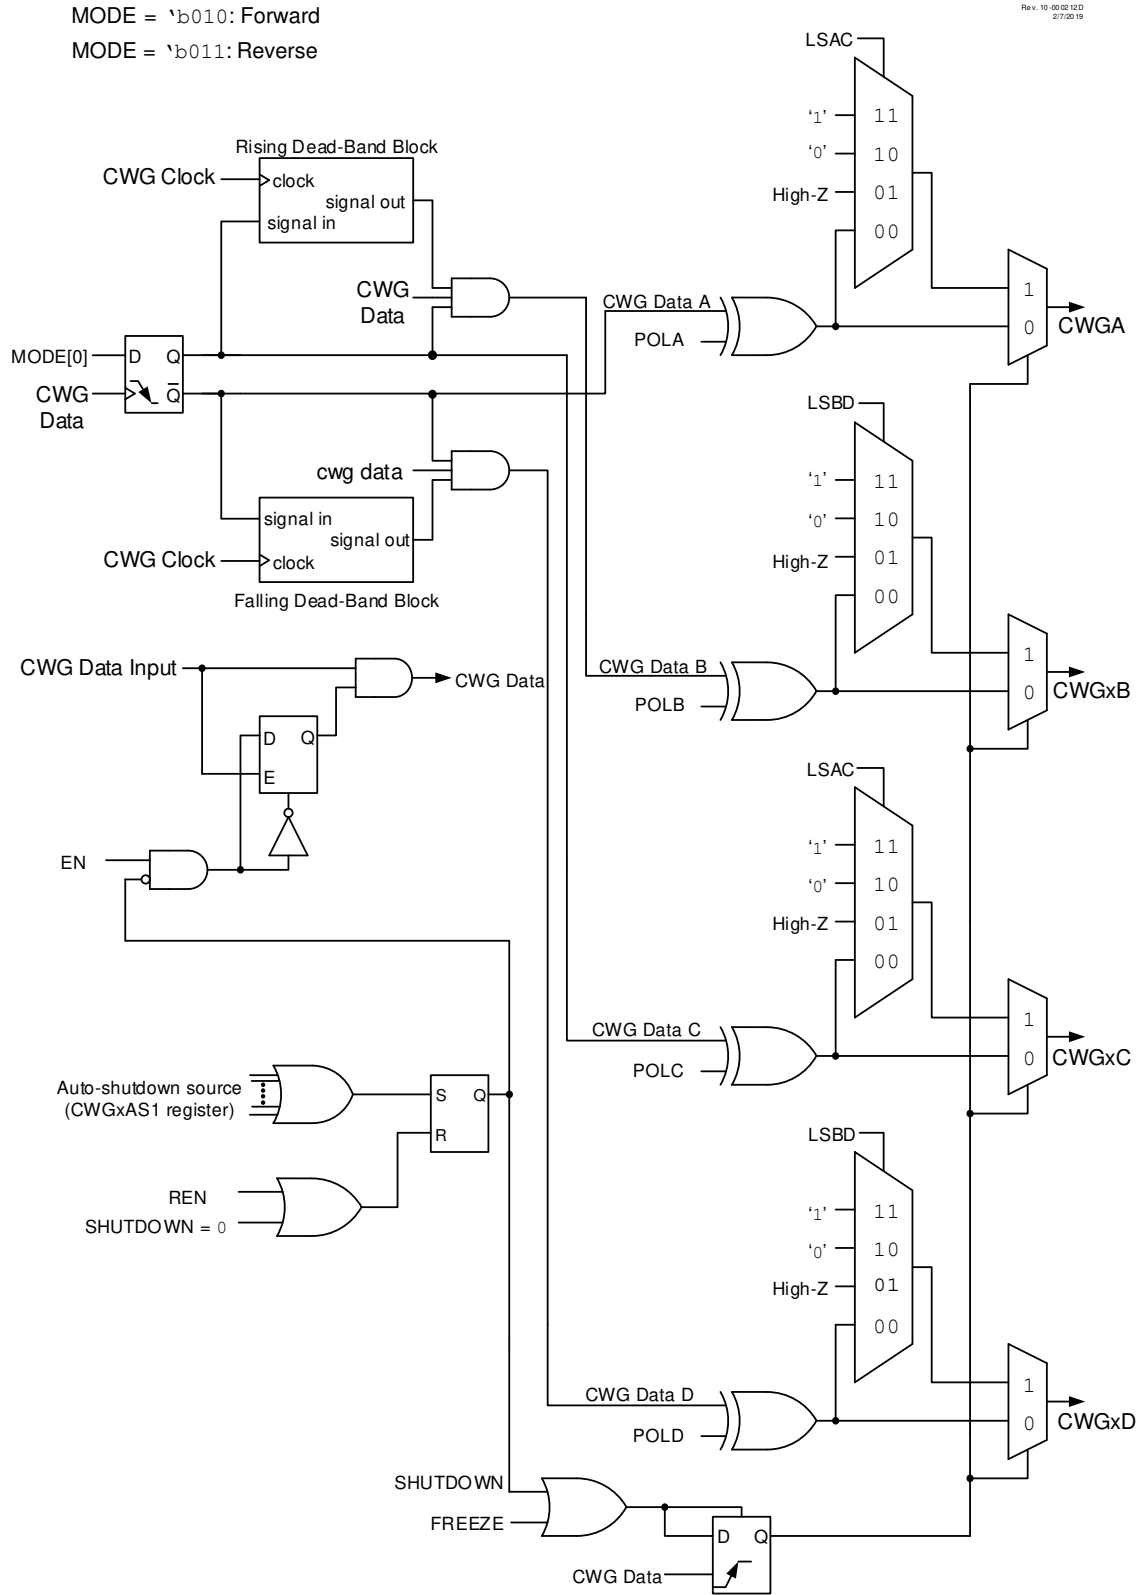 MODE = ‘b010: Forward
MODE = ‘b011: Reverse
Rev. 10-000212D
2/7/2019
LSAC
‘1’ 11
‘0’ 10
High-Z 01
00
1
0
CWGA
Rising Dead-Band Block
CWG Clock
clock
signal out
signal in
CWG
Data
CWG Data A
POLA
MODE[0]
D Q
CWG
Data
Q
cwg data
signal in
signal out
CWG Clock
clock
Falling Dead-Band Block
LSBD
‘1’ 11
‘0’ 10
High-Z 01
00
CWG Data B
POLB
1
0
CWGxB
CWG Data Input
CWG Data
D Q
E
EN
LSAC
‘1’ 11
‘0’ 10
High-Z 01
00
CWG Data C
POLC
1
0
CWGxC
Auto-shutdown source
(CWGxAS1 register)
S Q
R
REN
SHUTDOWN = 0
LSBD
‘1’ 11
‘0’ 10
High-Z 01
00
CWG Data D
POLD
1
0
CWGxD
SHUTDOWN
FREEZE
D Q
CWG Data